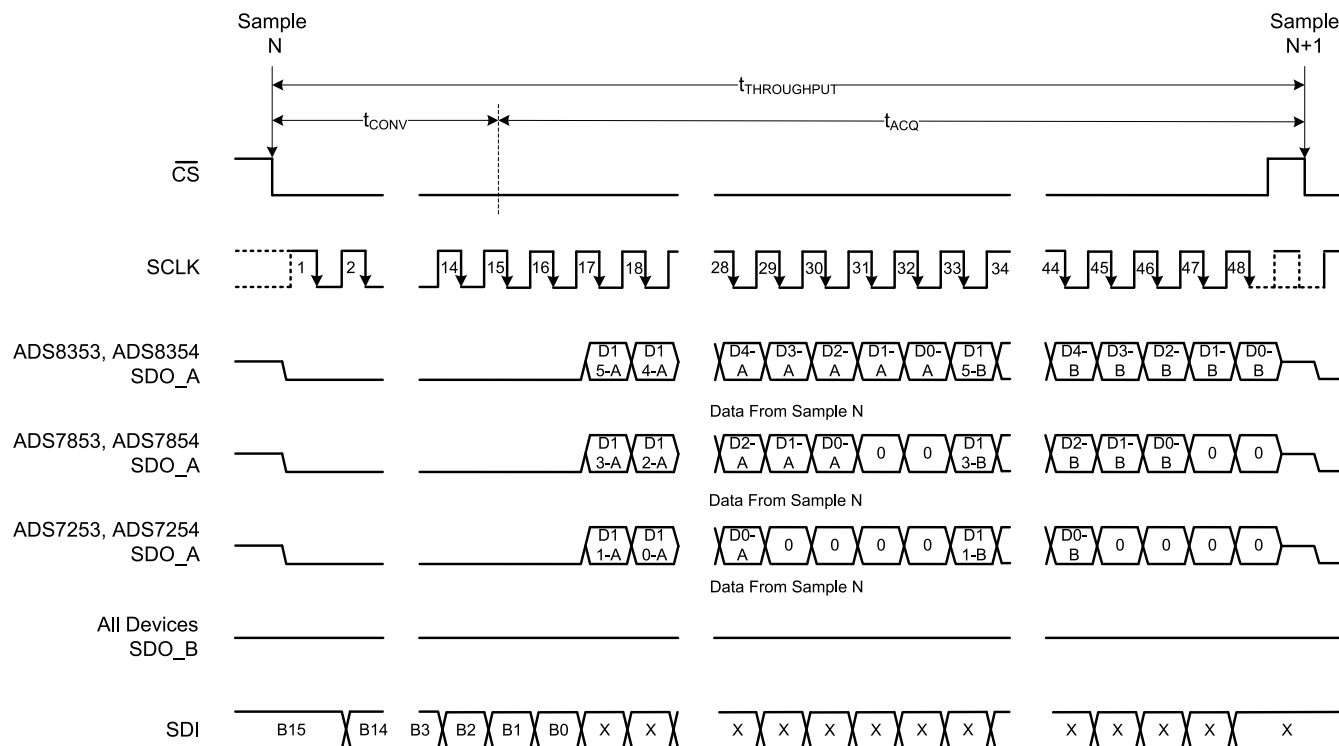 Sample
N
Sample
N+1
tTHROUGHPUT
tCONV
tACQ
CS
SCLK
1 2 14 15 16 17 18 28 29 30 31 32 33 34 44 45 46 47 48
ADS8353, ADS8354
SDO_A
D1 D1 D4- D3- D2- D1- D0- D1 D4- D3- D2- D1- D0-
5-A 4-A A A A A A 5-B B B B B B
Data From Sample N
ADS7853, ADS7854
SDO_A
D1 D1 D2- D1- D0- 0 0 D1 D2- D1- D0- 0 0
3-A 2-A A A A 3-B B B B
Data From Sample N
ADS7253, ADS7254
SDO_A
D1 D1 D0- 0 0 0 0 D1 D0- 0 0 0 0
1-A 0-A A 1-B B
Data From Sample N
All Devices
SDO_B
SDI
B15 B14 B3 B2 B1 B0 X X X X X X X X X X X X X